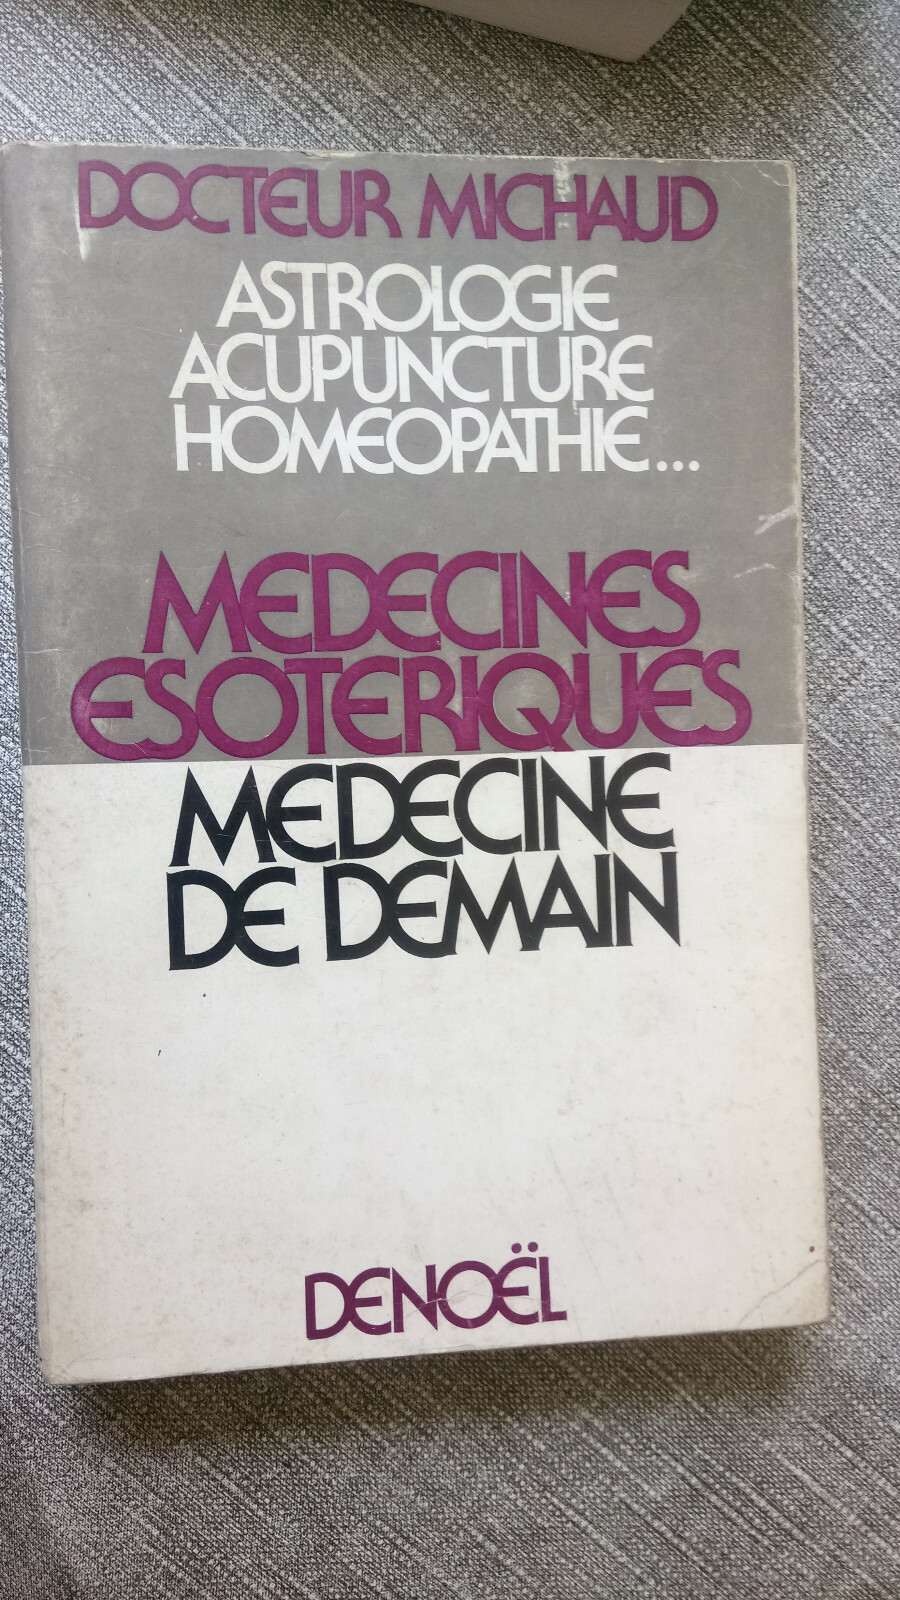 DOCTEUR MICHAUD
ASTROLOGIE
ACUPUNCTURE
HOMEOPATHIE...
MEDECINES
ESOTERIQUES
MEDECINE
DE DEMAIN
DENOËL